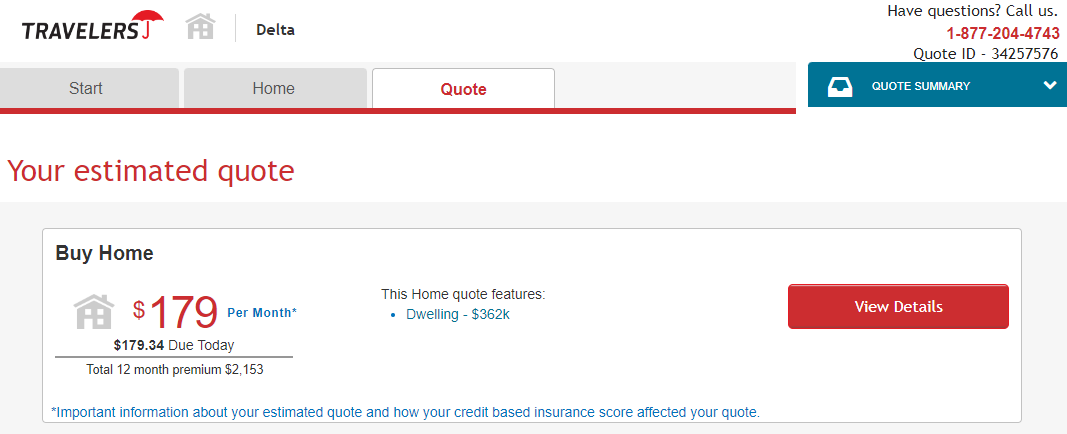 TRAVELERS
Delta
Have questions? Call us.
1-877-204-4743
Quote ID - 34257576
Start
Home
Quote
QUOTE SUMMARY
Your estimated quote
Buy Home
$179 Per Month*
$179.34 Due Today
Total 12 month premium $2,153
This Home quote features:
• Dwelling - $362k
View Details
*Important information about your estimated quote and how your credit based insurance score affected your quote.